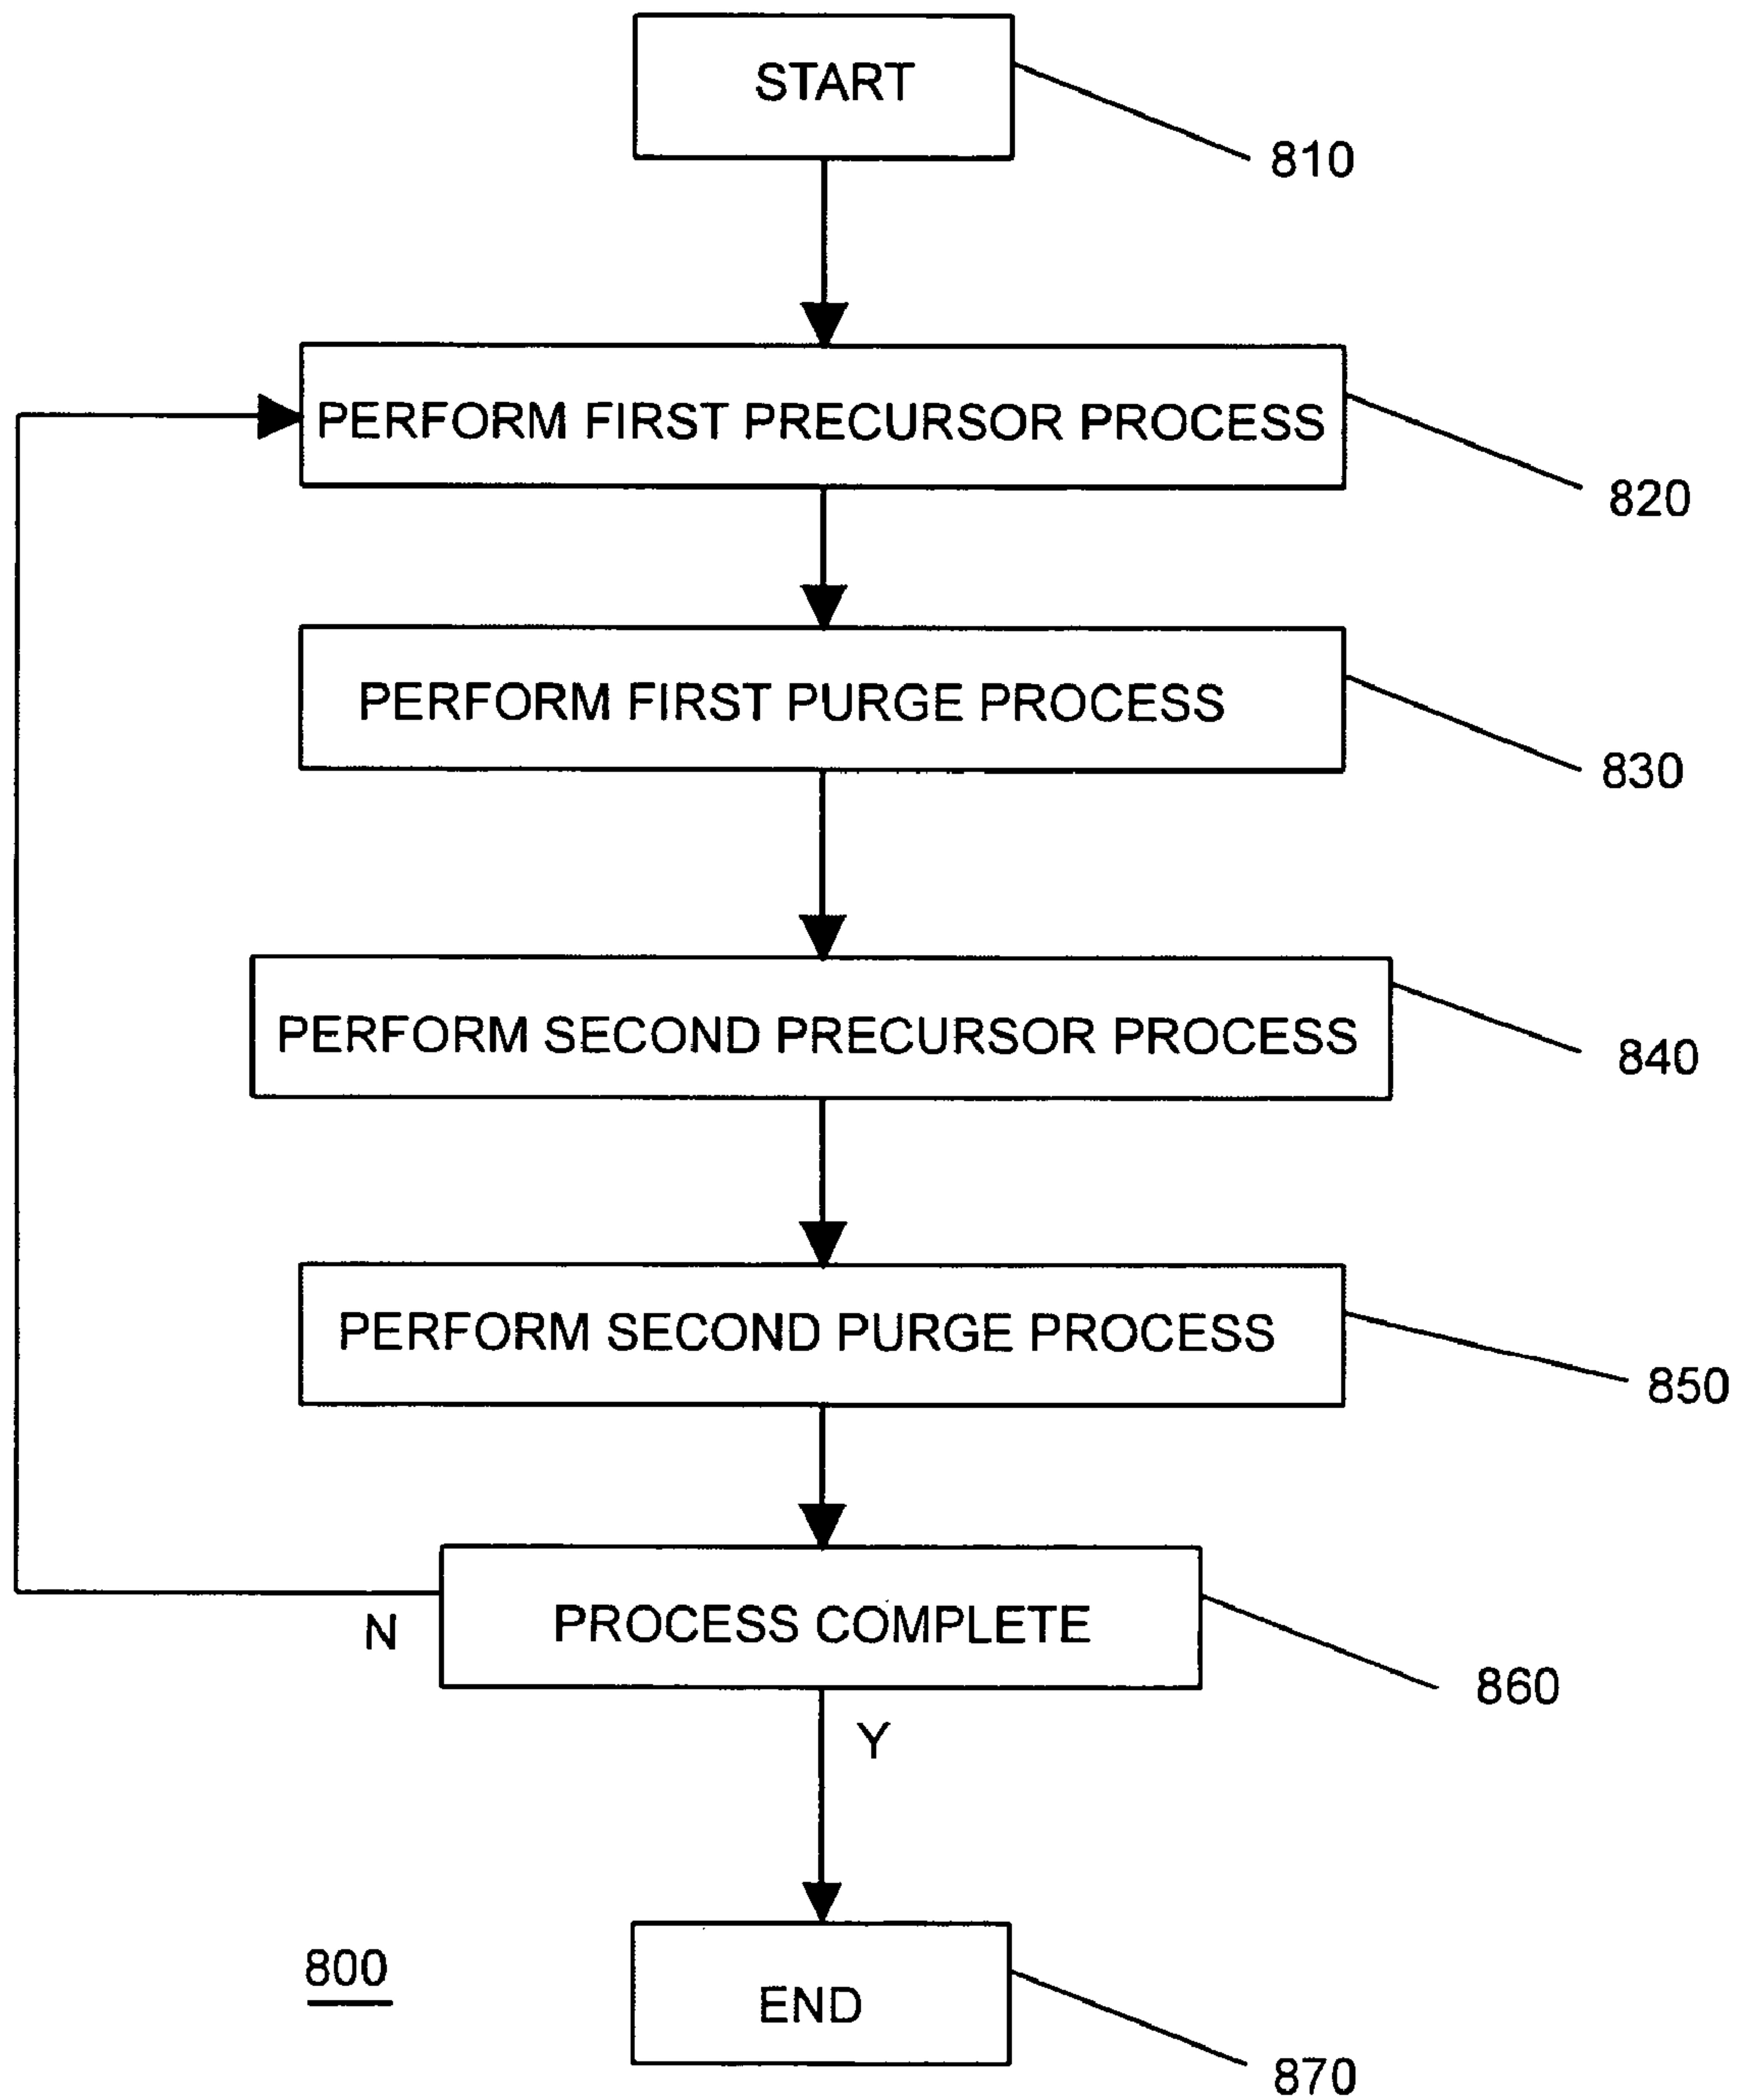 START
810
PERFORM FIRST PRECURSOR PROCESS
820
PERFORM FIRST PURGE PROCESS
830
PERFORM SECOND PRECURSOR PROCESS
840
PERFORM SECOND PURGE PROCESS
850
PROCESS COMPLETE
N
860
Y
800
END
870